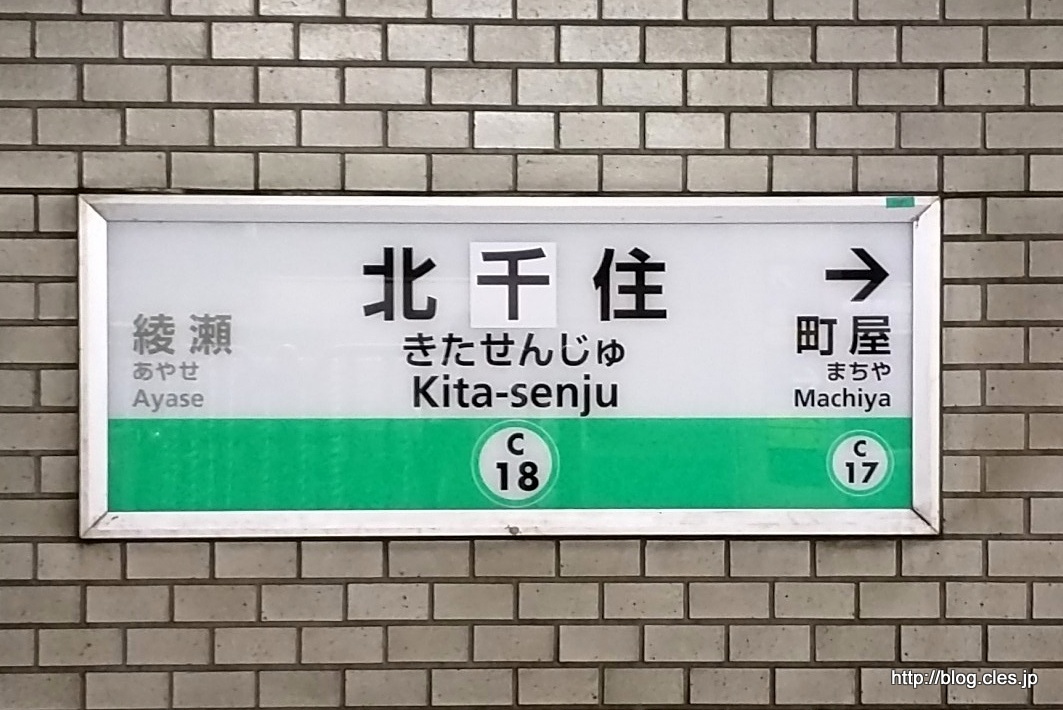 北千住
きたせんじゅ
Kita-senju
綾瀬
あやせ
Ayase
→
町屋
まちや
Machiya
C
18
C
17
http://blog.cles.jp